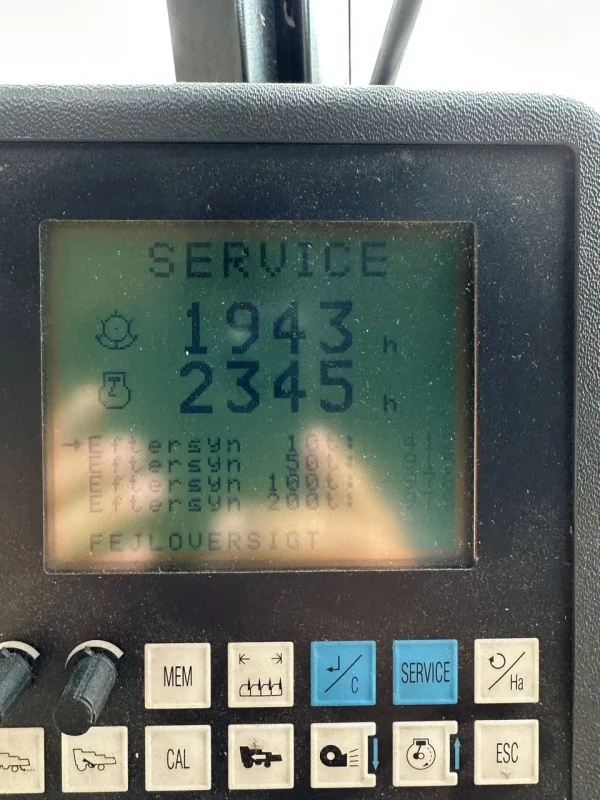 SERVICE
1943 h
2345 h
→Eftersyn 10t:
Eftersyn 50t:
Eftersyn 100t:
Eftersyn 200t:
FEJLOVERSIGT
MEM
C
SERVICE
Ha
CAL
ESC